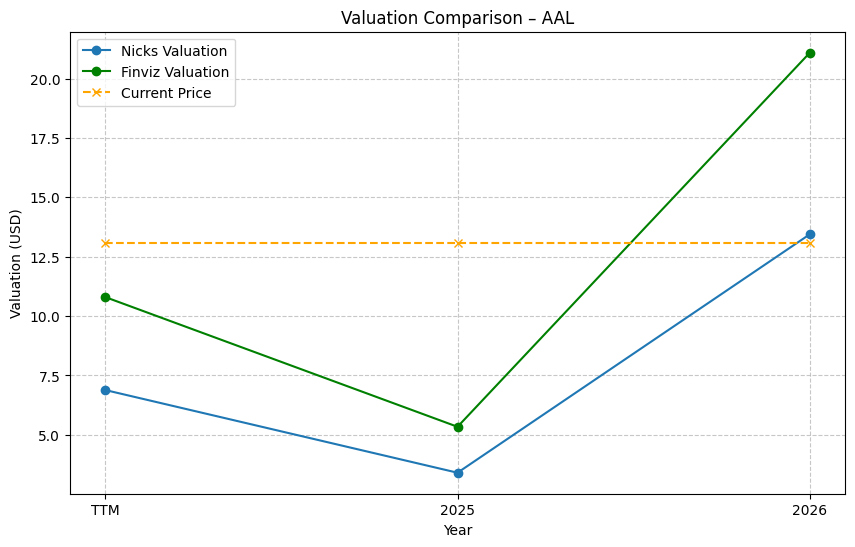 Valuation Comparison – AAL
Nicks Valuation
Finviz Valuation
Current Price
Valuation (USD)
20.0
17.5
15.0
12.5
10.0
7.5
5.0
TTM
2025
2026
Year